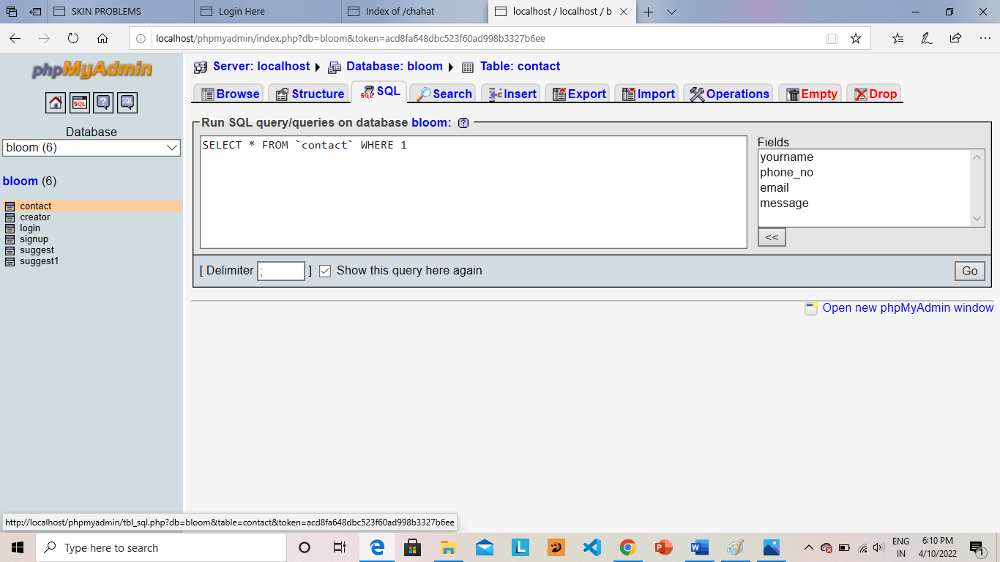 SKIN PROBLEMS
Login Here
Index of /chahat
localhost / localhost / b
localhost/phpmyadmin/index.php?db=bloom&token=acd8fa648dbc523f60ad998b3327b6ee
phpMyAdmin
SQL
SQL
Database
bloom (6)
bloom (6)
contact
creator
login
signup
suggest
suggest1
Server: localhost Database: bloom Table: contact
Browse Structure SQL Search Insert Export Import Operations Empty Drop
Run SQL query/queries on database bloom:
SELECT * FROM `contact` WHERE 1
Fields
yourname
phone_no
email
message
<<
[ Delimiter ; ] Show this query here again
Go
Open new phpMyAdmin window
http://localhost/phpmyadmin/tbl_sql.php?db=bloom&table=contact&token=acd8fa648dbc523f60ad998b3327b6ee
Type here to search
ENG
IN
6:10 PM
4/10/2022
1